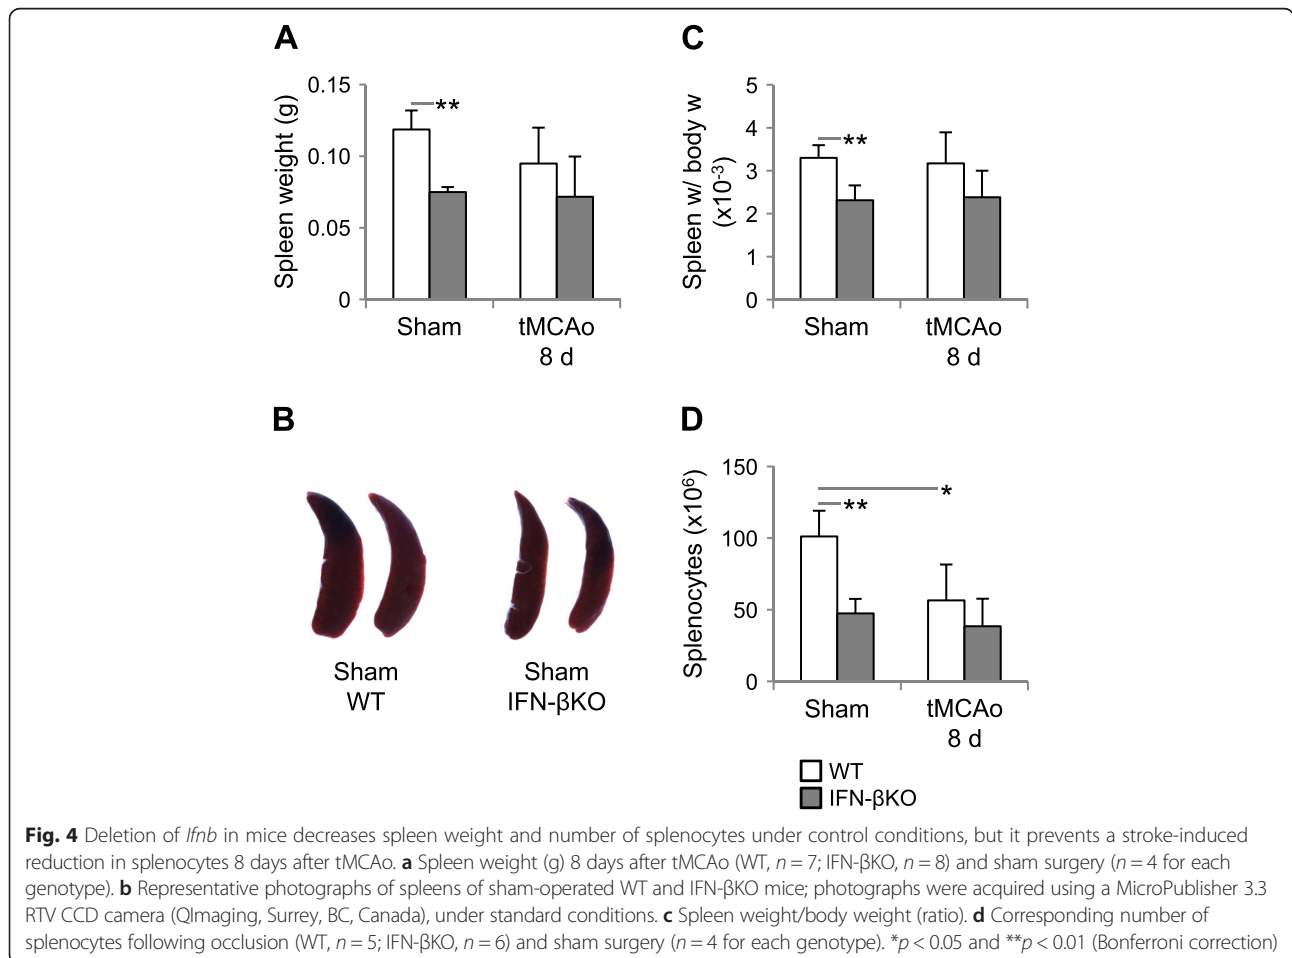 A
Spleen weight (g)
0.15
0.10
0.05
0
**
Sham
tMCAo
8 d
C
Spleen w/ body w
(x10-3)
5
4
3
2
1
0
**
Sham
tMCAo
8 d
B
Sham
WT
Sham
IFN-βKO
D
Splenocytes (x10⁶)
150
100
50
0
*
**
Sham
tMCAo
8 d
WT
IFN-βKO
Fig. 4 Deletion of Ifnb in mice decreases spleen weight and number of splenocytes under control conditions, but it prevents a stroke-induced
reduction in splenocytes 8 days after tMCAo. a Spleen weight (g) 8 days after tMCAo (WT, n = 7; IFN-βKO, n = 8) and sham surgery (n = 4 for each
genotype). b Representative photographs of spleens of sham-operated WT and IFN-βKO mice; photographs were acquired using a MicroPublisher 3.3
RTV CCD camera (QImaging, Surrey, BC, Canada), under standard conditions. c Spleen weight/body weight (ratio). d Corresponding number of
splenocytes following occlusion (WT, n = 5; IFN-βKO, n = 6) and sham surgery (n = 4 for each genotype). *p < 0.05 and **p < 0.01 (Bonferroni correction)